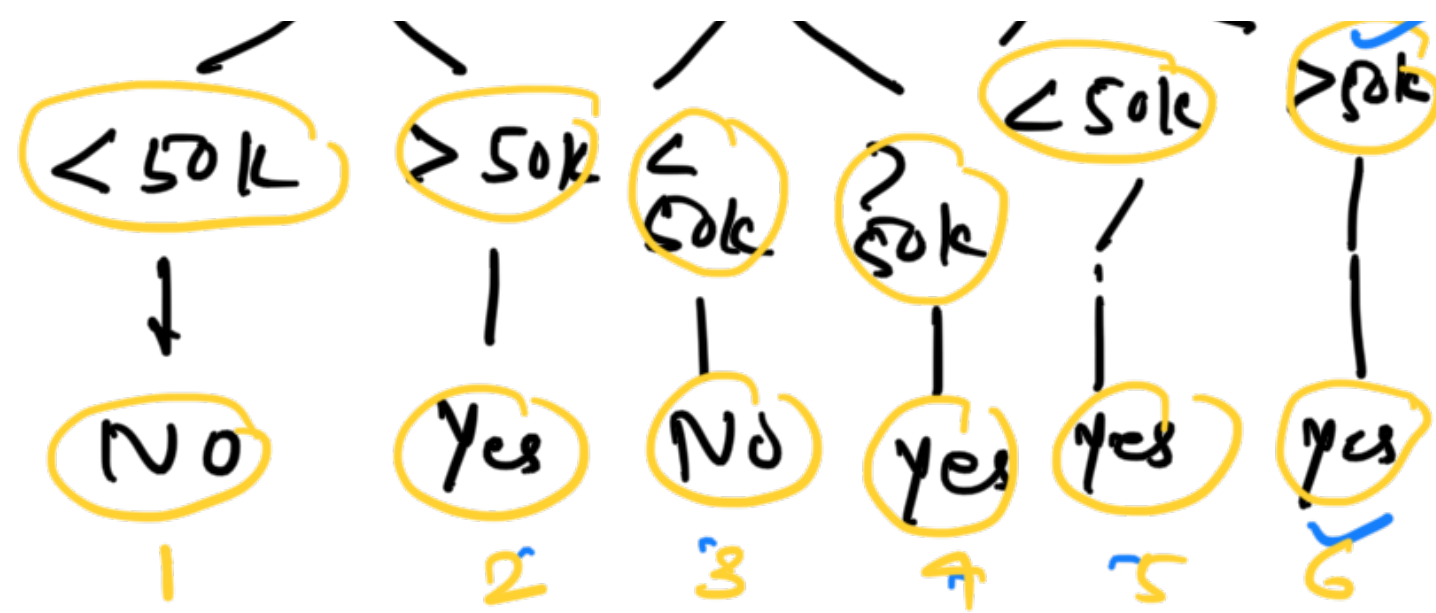 < 50k > 50k < 50k > 50k < 50k > 50k
No Yes No Yes Yes Yes
1 2 3 4 5 6